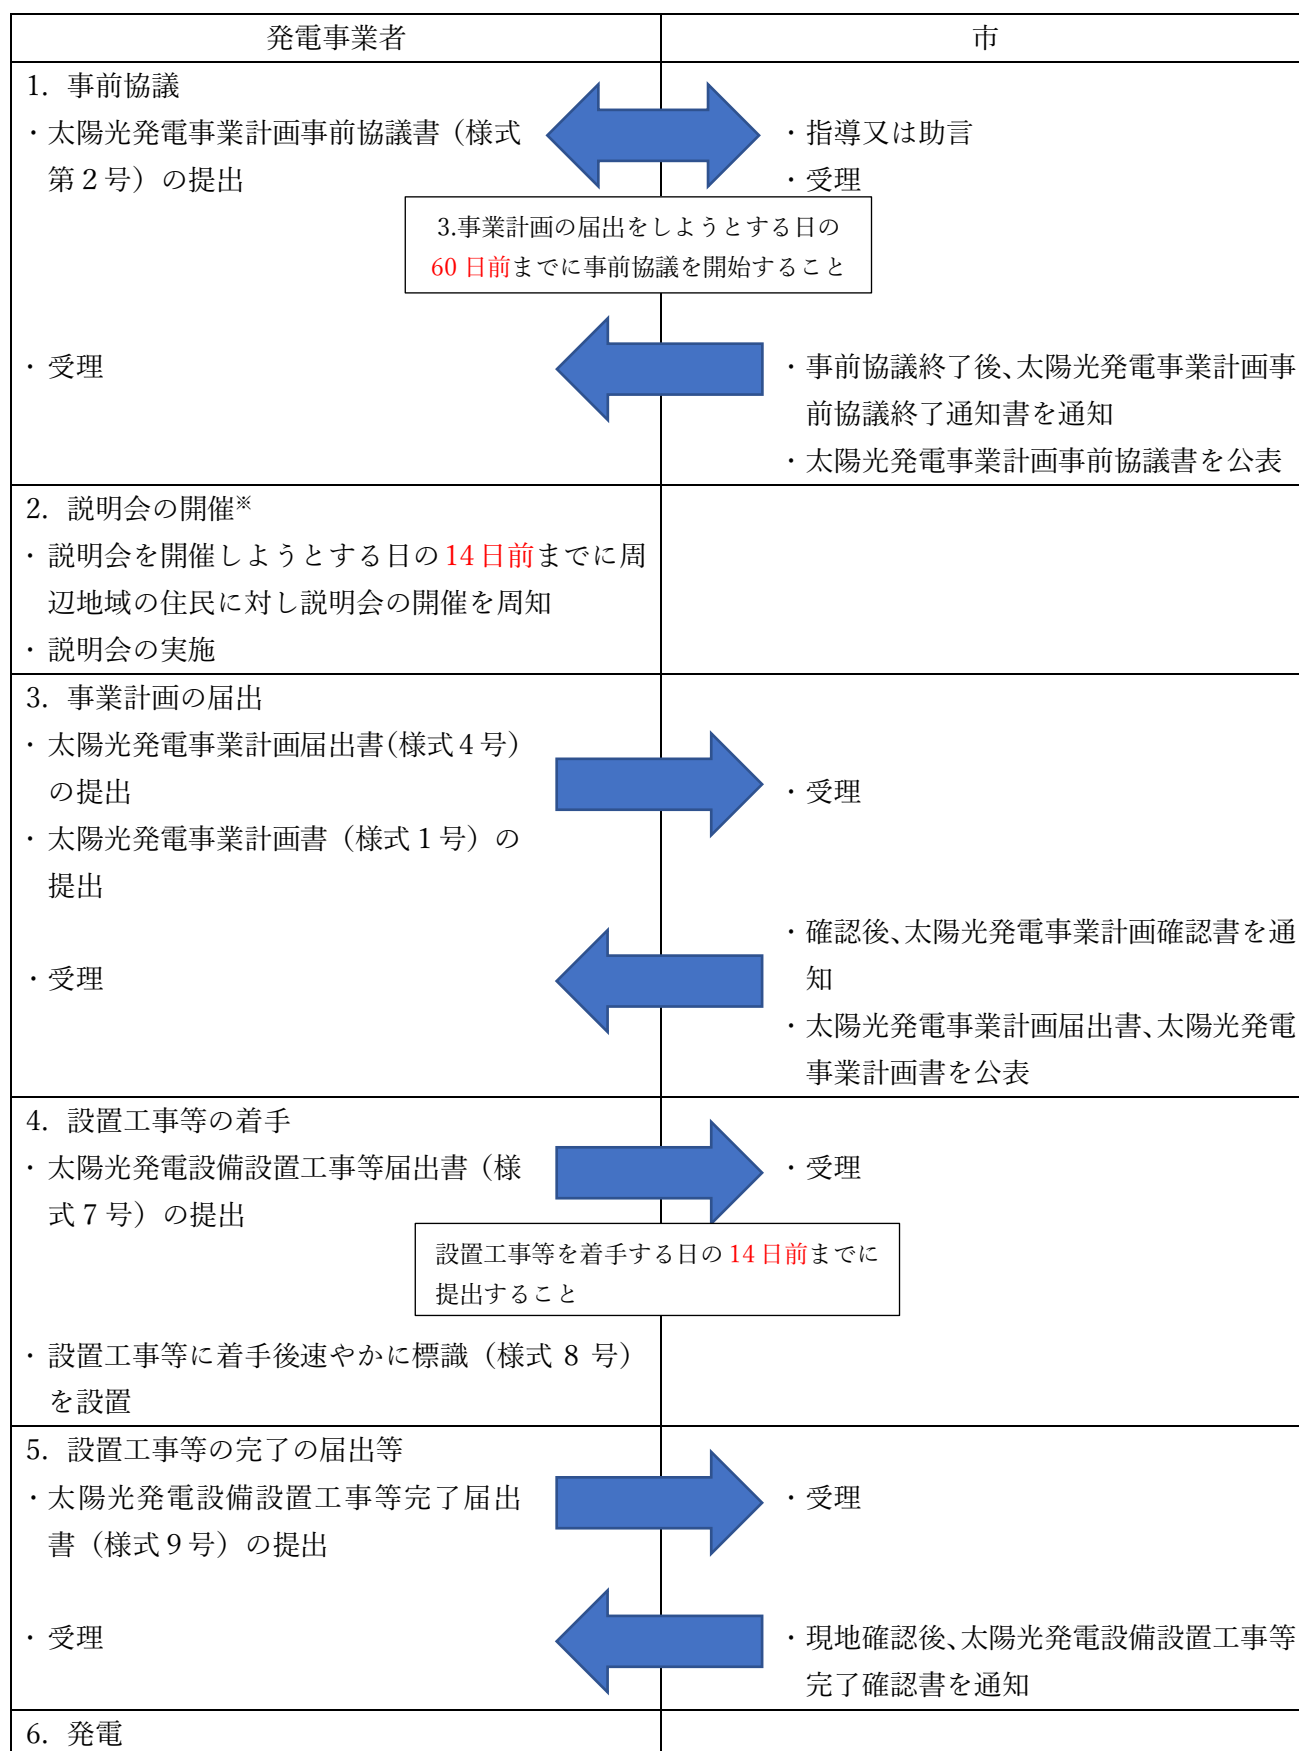 発電事業者
市
1. 事前協議
・太陽光発電事業計画事前協議書（様式
第２号）の提出
・指導又は助言
・受理
3.事業計画の届出をしようとする日の
60 日前までに事前協議を開始すること
・受理
・事前協議終了後、太陽光発電事業計画事
前協議終了通知書を通知
・太陽光発電事業計画事前協議書を公表
2. 説明会の開催※
・説明会を開催しようとする日の 14 日前までに周
辺地域の住民に対し説明会の開催を周知
・説明会の実施
3. 事業計画の届出
・太陽光発電事業計画届出書(様式４号)
の提出
・太陽光発電事業計画書（様式１号）の
提出
・受理
・受理
・確認後、太陽光発電事業計画確認書を通
知
・太陽光発電事業計画届出書、太陽光発電
事業計画書を公表
4. 設置工事等の着手
・太陽光発電設備設置工事等届出書（様
式７号）の提出
・受理
設置工事等を着手する日の 14 日前までに
提出すること
・設置工事等に着手後速やかに標識（様式 8 号）
を設置
5. 設置工事等の完了の届出等
・太陽光発電設備設置工事等完了届出
書（様式９号）の提出
・受理
・受理
・現地確認後、太陽光発電設備設置工事等
完了確認書を通知
6. 発電